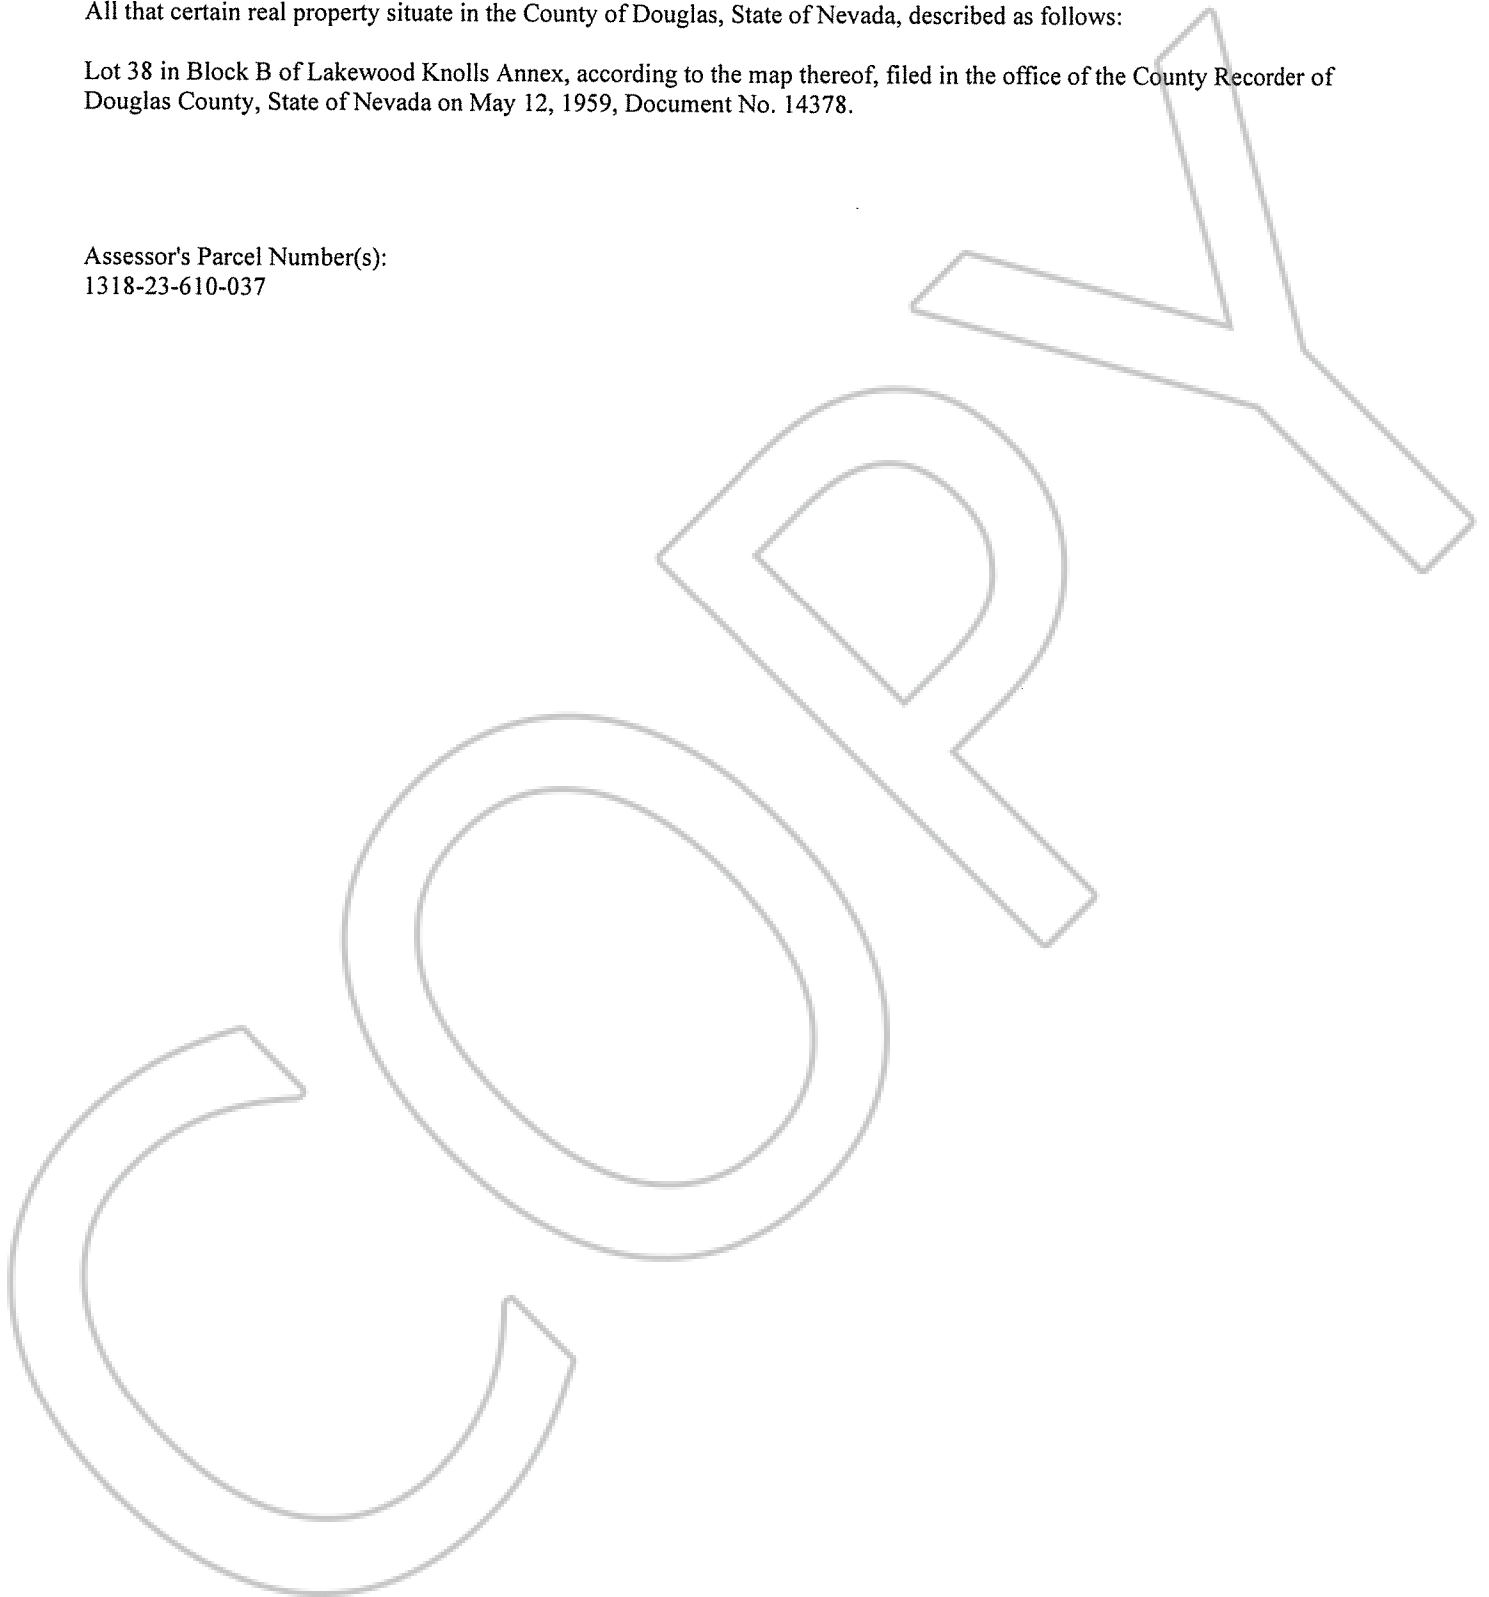 All that certain real property situate in the County of Douglas, State of Nevada, described as follows:
Lot 38 in Block B of Lakewood Knolls Annex, according to the map thereof, filed in the office of the County Recorder of
Douglas County, State of Nevada on May 12, 1959, Document No. 14378.
Assessor's Parcel Number(s):
1318-23-610-037
COPY